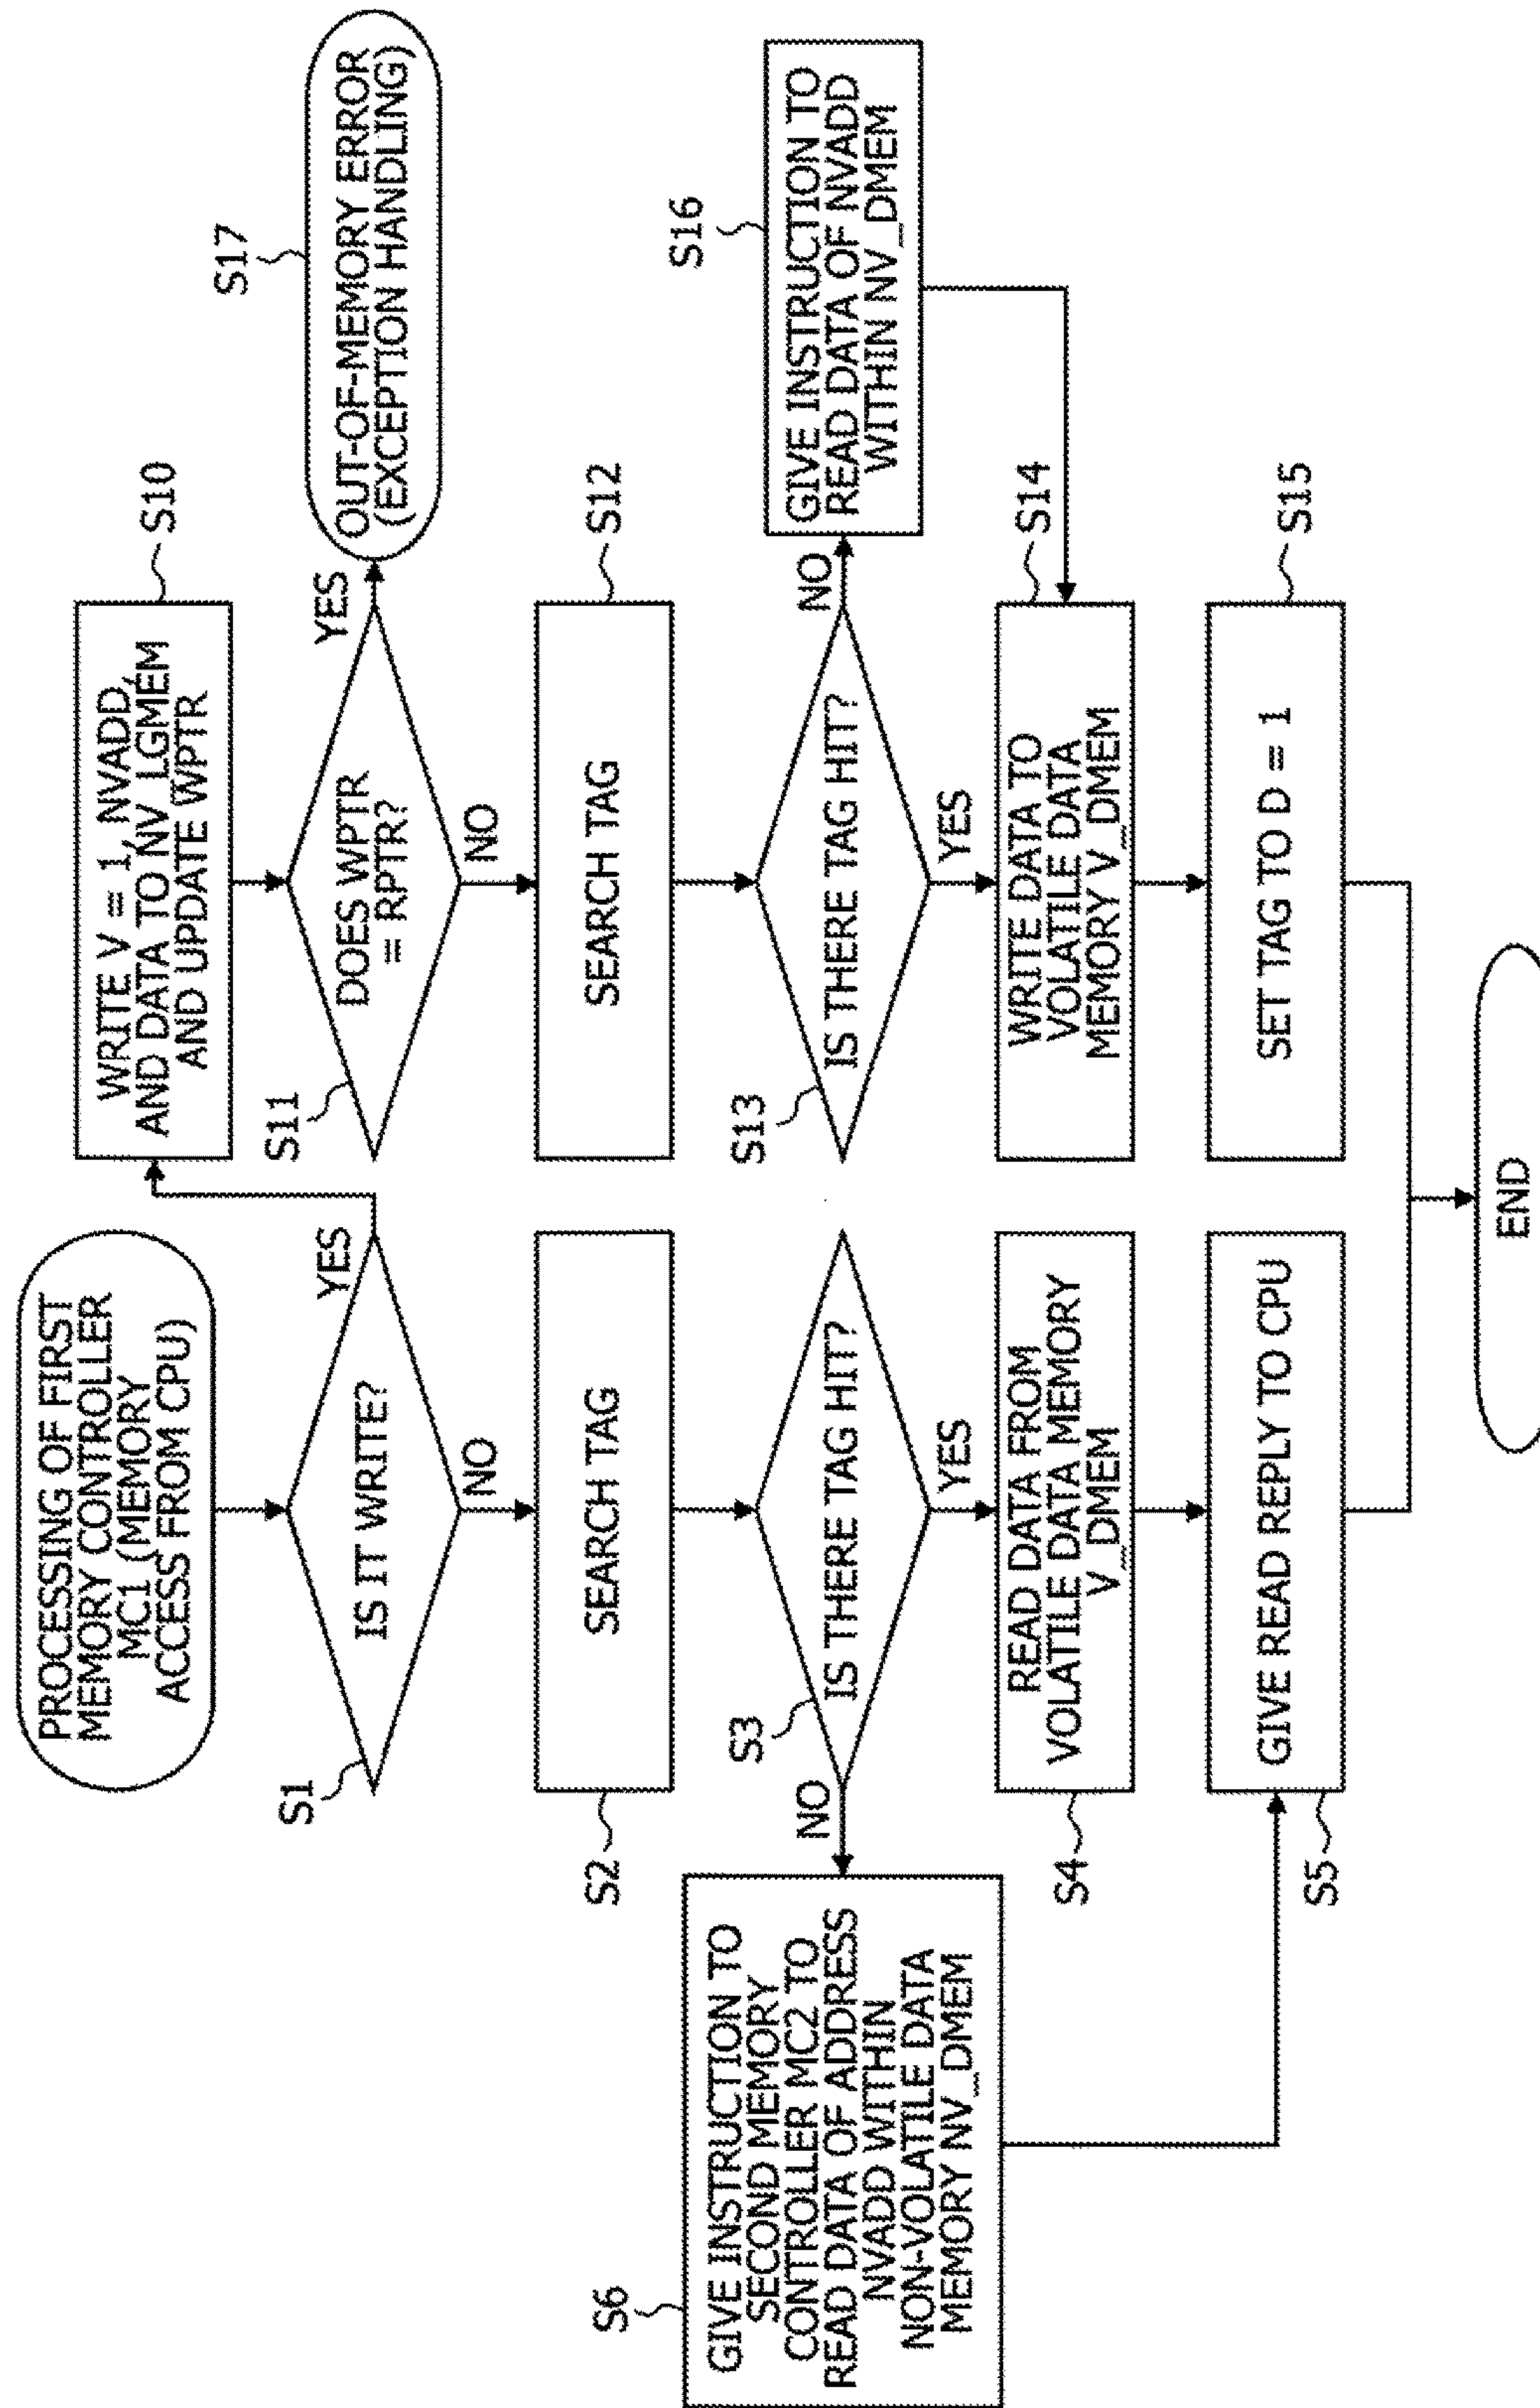 PROCESSING OF FIRST
MEMORY CONTROLLER
MC1 (MEMORY
ACCESS FROM CPU)
S1
IS IT WRITE?
YES
NO
S2
SEARCH TAG
S3
IS THERE TAG HIT?
NO
YES
S6
GIVE INSTRUCTION TO
SECOND MEMORY
CONTROLLER MC2 TO
READ DATA OF ADDRESS
NVADD WITHIN
NON-VOLATILE DATA
MEMORY NV_DMEM
S4
READ DATA FROM
VOLATILE DATA MEMORY
V_DMEM
S5
GIVE READ REPLY TO CPU
S10
WRITE V = 1, NVADD,
AND DATA TO NV_LGMEM
AND UPDATE WPTR
S11
DOES WPTR
= RPTR?
YES
NO
S17
OUT-OF-MEMORY ERROR
(EXCEPTION HANDLING)
S12
SEARCH TAG
S13
IS THERE TAG HIT?
NO
YES
S16
GIVE INSTRUCTION TO
READ DATA OF NVADD
WITHIN NV_DMEM
S14
WRITE DATA TO
VOLATILE DATA
MEMORY V_DMEM
S15
SET TAG TO D = 1
END